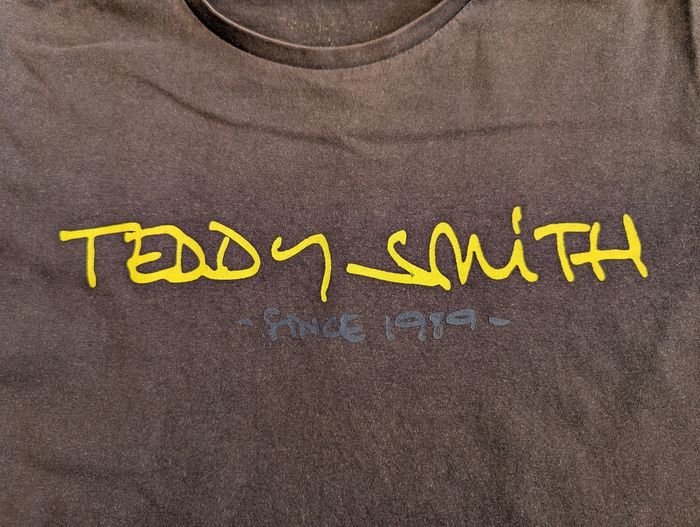 TEDDY SMiTH
- SINCE 1989 -